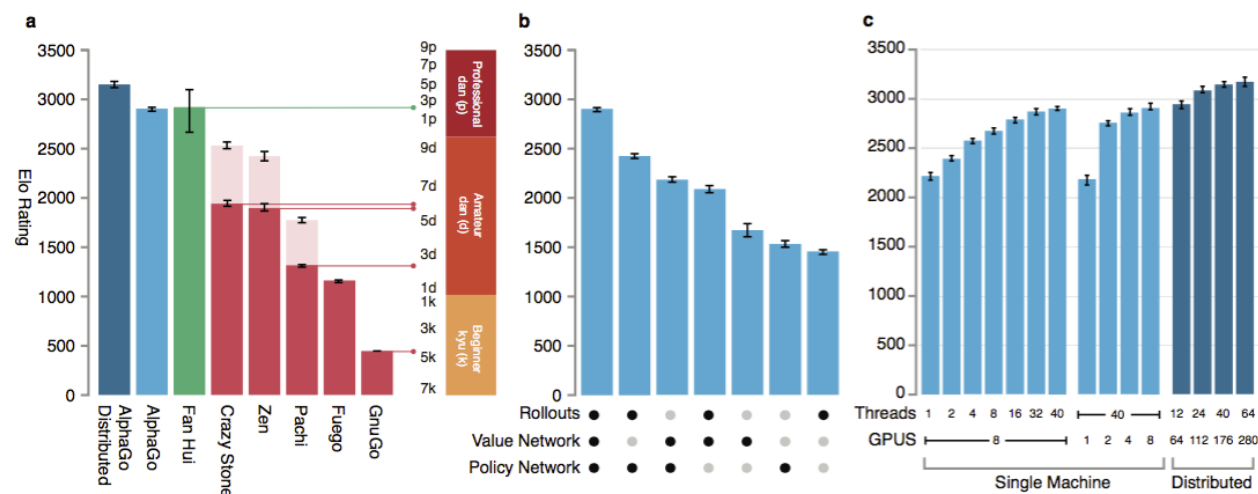 a
Elo Rating
3500
3000
2500
2000
1500
1000
500
0
Distributed
AlphaGo
AlphaGo
Fan Hui
Crazy Stone
Zen
Pachi
Fuego
GnuGo
9p
7p
5p
3p
1p
9d
7d
5d
3d
1d
1k
3k
5k
7k
Professional
dan (p)
Amateur
dan (d)
Beginner
kyu (k)
b
3500
3000
2500
2000
1500
1000
500
0
Rollouts
Value Network
Policy Network
c
3500
3000
2500
2000
1500
1000
500
0
Threads 1 2 4 8 16 32 40 40 12 24 40 64
GPUS 8 1 2 4 8 64 112 176 280
Single Machine Distributed